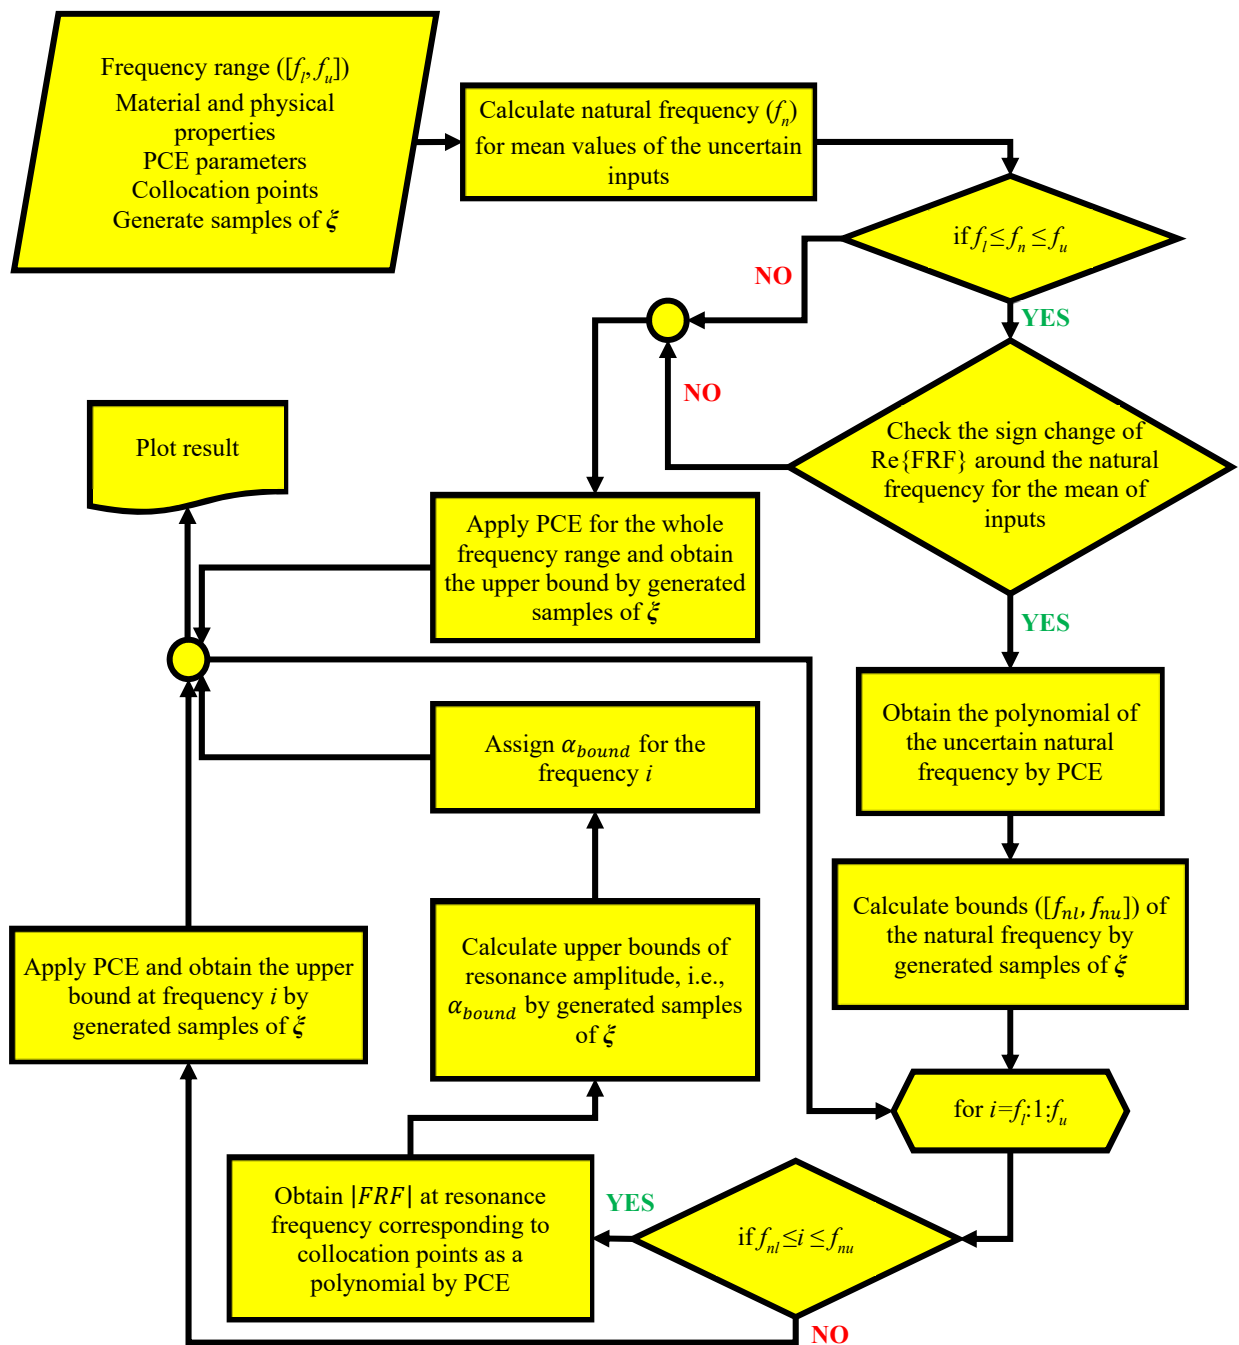 Frequency range ([f_l, f_u])
Material and physical
properties
PCE parameters
Collocation points
Generate samples of ξ
Calculate natural frequency (f_n)
for mean values of the uncertain
inputs
if f_l ≤ f_n ≤ f_u
NO
YES
NO
Check the sign change of
Re{FRF} around the natural
frequency for the mean of
inputs
Plot result
Apply PCE for the whole
frequency range and obtain
the upper bound by generated
samples of ξ
YES
Obtain the polynomial of
the uncertain natural
frequency by PCE
Assign α_bound for the
frequency i
Calculate bounds ([f_nl, f_nu]) of
the natural frequency by
generated samples of ξ
Calculate upper bounds of
resonance amplitude, i.e.,
α_bound by generated samples
of ξ
Apply PCE and obtain the upper
bound at frequency i by
generated samples of ξ
for i=f_l:1:f_u
Obtain |FRF| at resonance
frequency corresponding to
collocation points as a
polynomial by PCE
YES
if f_nl ≤ i ≤ f_nu
NO